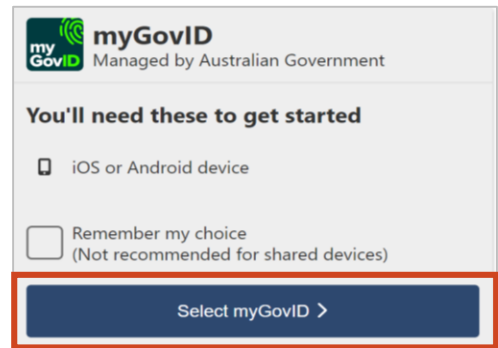 my
GovID
myGovID
Managed by Australian Government
You'll need these to get started
iOS or Android device
Remember my choice
(Not recommended for shared devices)
Select myGovID >